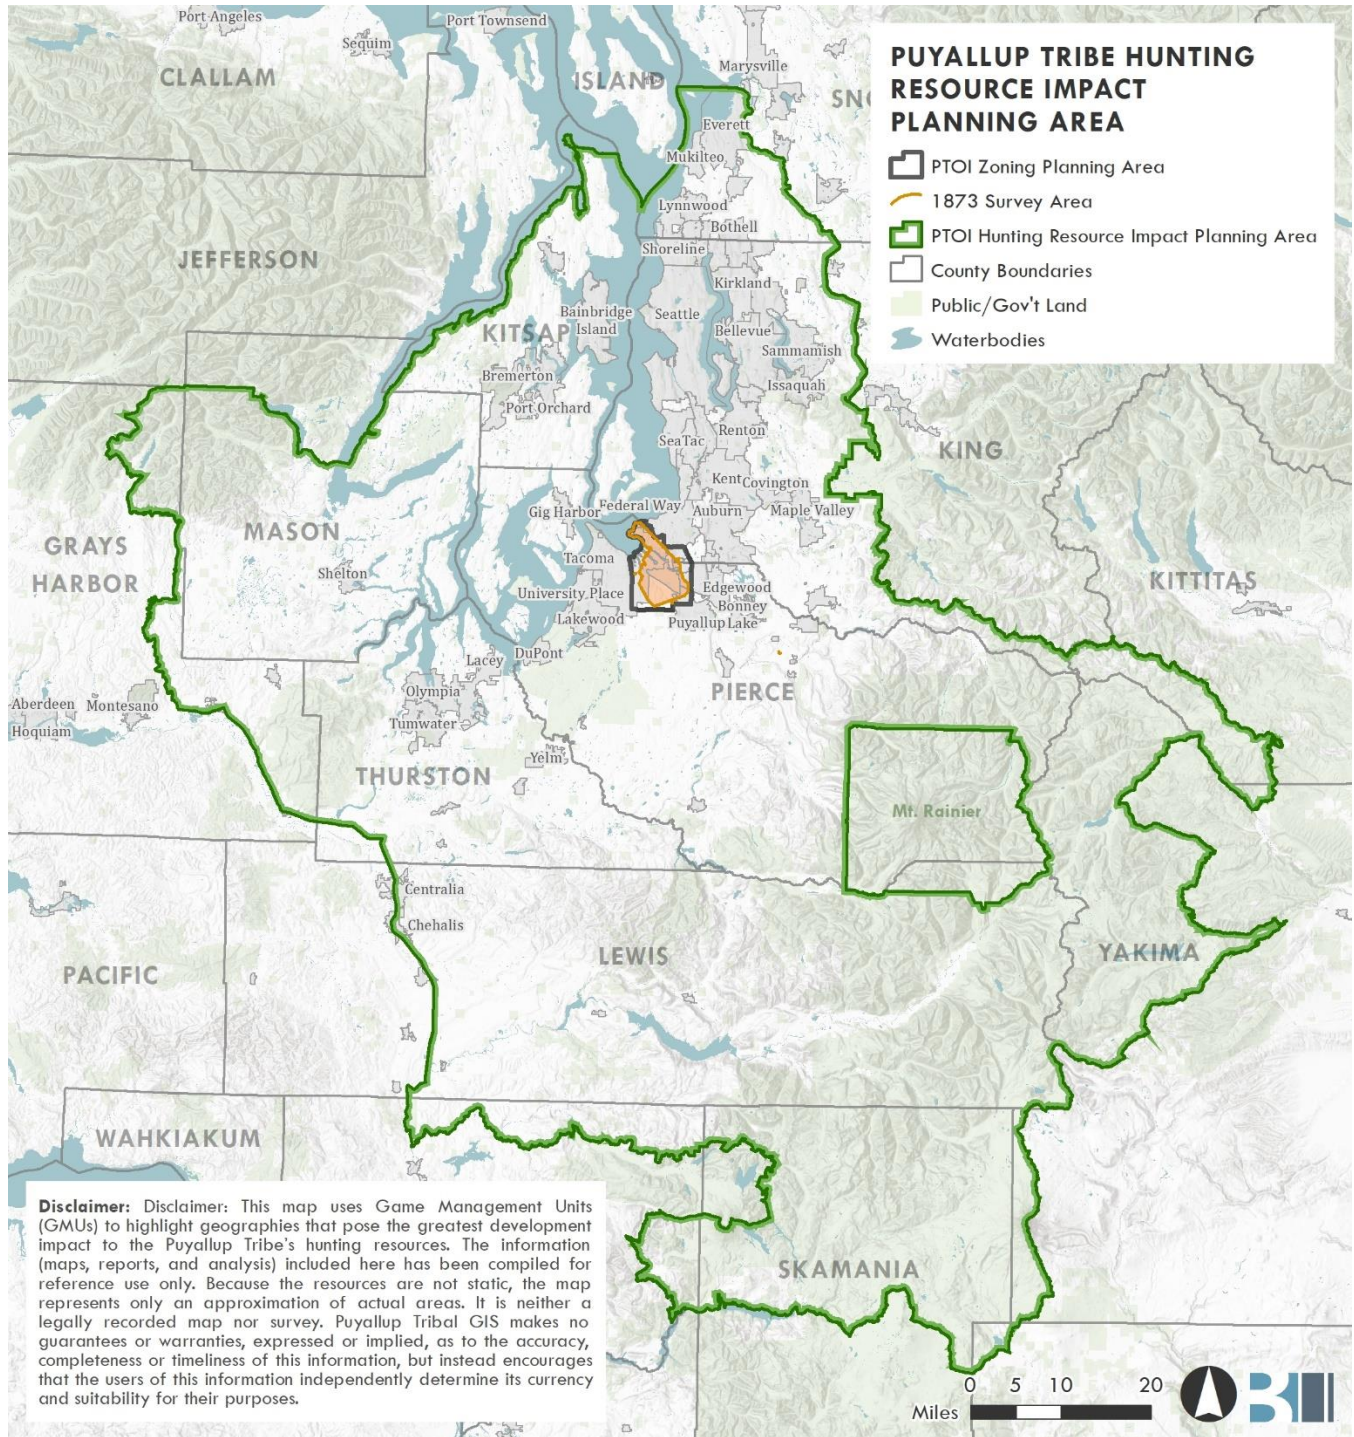 Port Angeles
Port Townsend
Sequim
CLALLAM
ISLAND
Marysville
SNO
PUYALLUP TRIBE HUNTING
RESOURCE IMPACT
PLANNING AREA
PTOI Zoning Planning Area
1873 Survey Area
PTOI Hunting Resource Impact Planning Area
County Boundaries
Public/Gov't Land
Waterbodies
Everett
Mukilteo
Lynnwood
Bothell
Shoreline
JEFFERSON
Kirkland
Bainbridge
Island
Seattle
KITSAP
Bellevue
Sammamish
Bremerton
Issaquah
Port Orchard
Renton
SeaTac
KING
Kent
Covington
Gig Harbor
Federal Way
Auburn
Maple Valley
MASON
GRAYS
HARBOR
Tacoma
Shelton
University Place
Edgewood
Bonney
Lake
KITTITAS
Lakewood
Puyallup
DuPont
Lacey
PIERCE
Olympia
Aberdeen
Montesano
Tumwater
Hoquiam
Yelm
THURSTON
Mt. Rainier
Centralia
Chehalis
LEWIS
YAKIMA
PACIFIC
WAHKIAKUM
SKAMANIA
Disclaimer: Disclaimer: This map uses Game Management Units
(GMUs) to highlight geographies that pose the greatest development
impact to the Puyallup Tribe's hunting resources. The information
(maps, reports, and analysis) included here has been compiled for
reference use only. Because the resources are not static, the map
represents only an approximation of actual areas. It is neither a
legally recorded map nor survey. Puyallup Tribal GIS makes no
guarantees or warranties, expressed or implied, as to the accuracy,
completeness or timeliness of this information, but instead encourages
that the users of this information independently determine its currency
and suitability for their purposes.
0 5 10 20
Miles